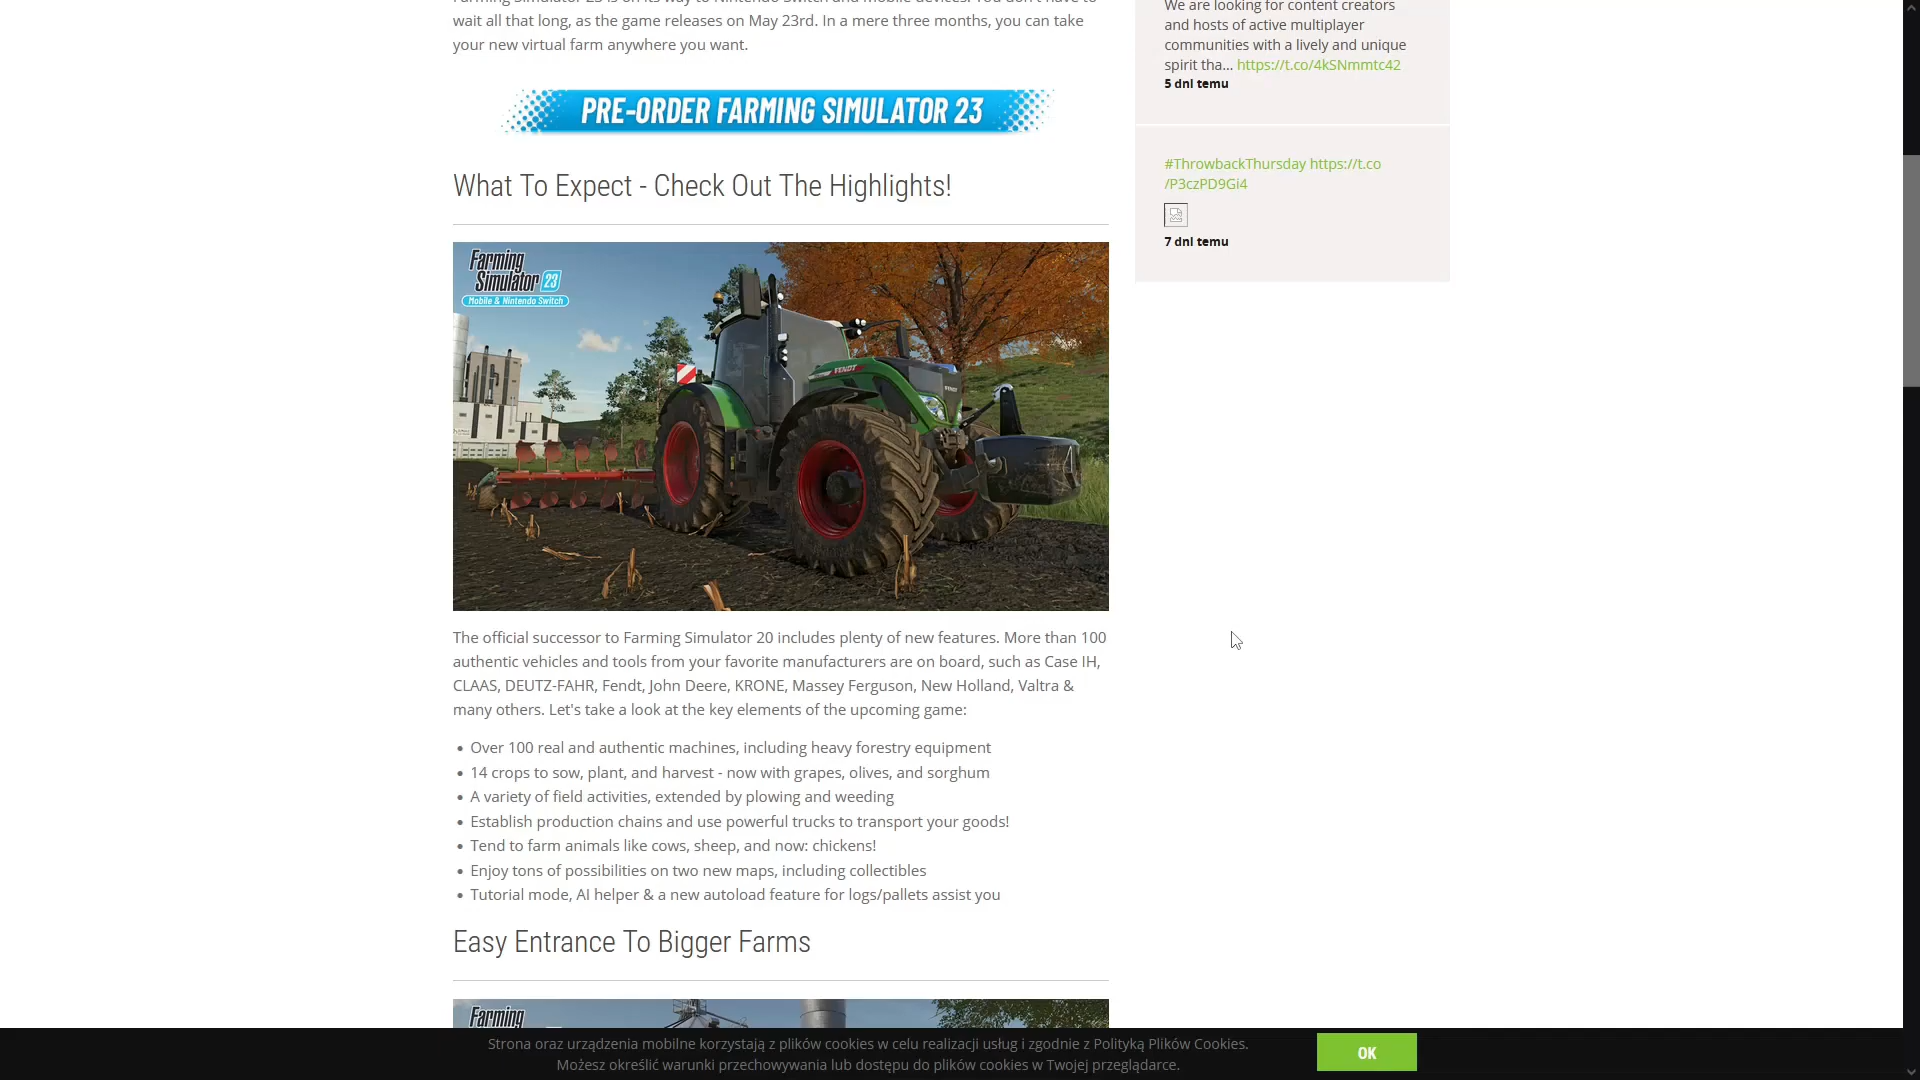 wait all that long, as the game releases on May 23rd. In a mere three months, you can take
your new virtual farm anywhere you want.
PRE-ORDER FARMING SIMULATOR 23
What To Expect - Check Out The Highlights!
Farming
Simulator 23
Mobile & Nintendo Switch
FENDT
FENDT
The official successor to Farming Simulator 20 includes plenty of new features. More than 100
authentic vehicles and tools from your favorite manufacturers are on board, such as Case IH,
CLAAS, DEUTZ-FAHR, Fendt, John Deere, KRONE, Massey Ferguson, New Holland, Valtra &
many others. Let's take a look at the key elements of the upcoming game:
• Over 100 real and authentic machines, including heavy forestry equipment
• 14 crops to sow, plant, and harvest - now with grapes, olives, and sorghum
• A variety of field activities, extended by plowing and weeding
• Establish production chains and use powerful trucks to transport your goods!
• Tend to farm animals like cows, sheep, and now: chickens!
• Enjoy tons of possibilities on two new maps, including collectibles
• Tutorial mode, AI helper & a new autoload feature for logs/pallets assist you
Easy Entrance To Bigger Farms
Farming
We are looking for content creators
and hosts of active multiplayer
communities with a lively and unique
spirit tha... https://t.co/4kSNmmtc42
5 dni temu
#ThrowbackThursday https://t.co
/P3czPD9Gi4
7 dni temu
Strona oraz urządzenia mobilne korzystają z plików cookies w celu realizacji usług i zgodnie z Polityką Plików Cookies.
Możesz określić warunki przechowywania lub dostępu do plików cookies w Twojej przeglądarce.
OK